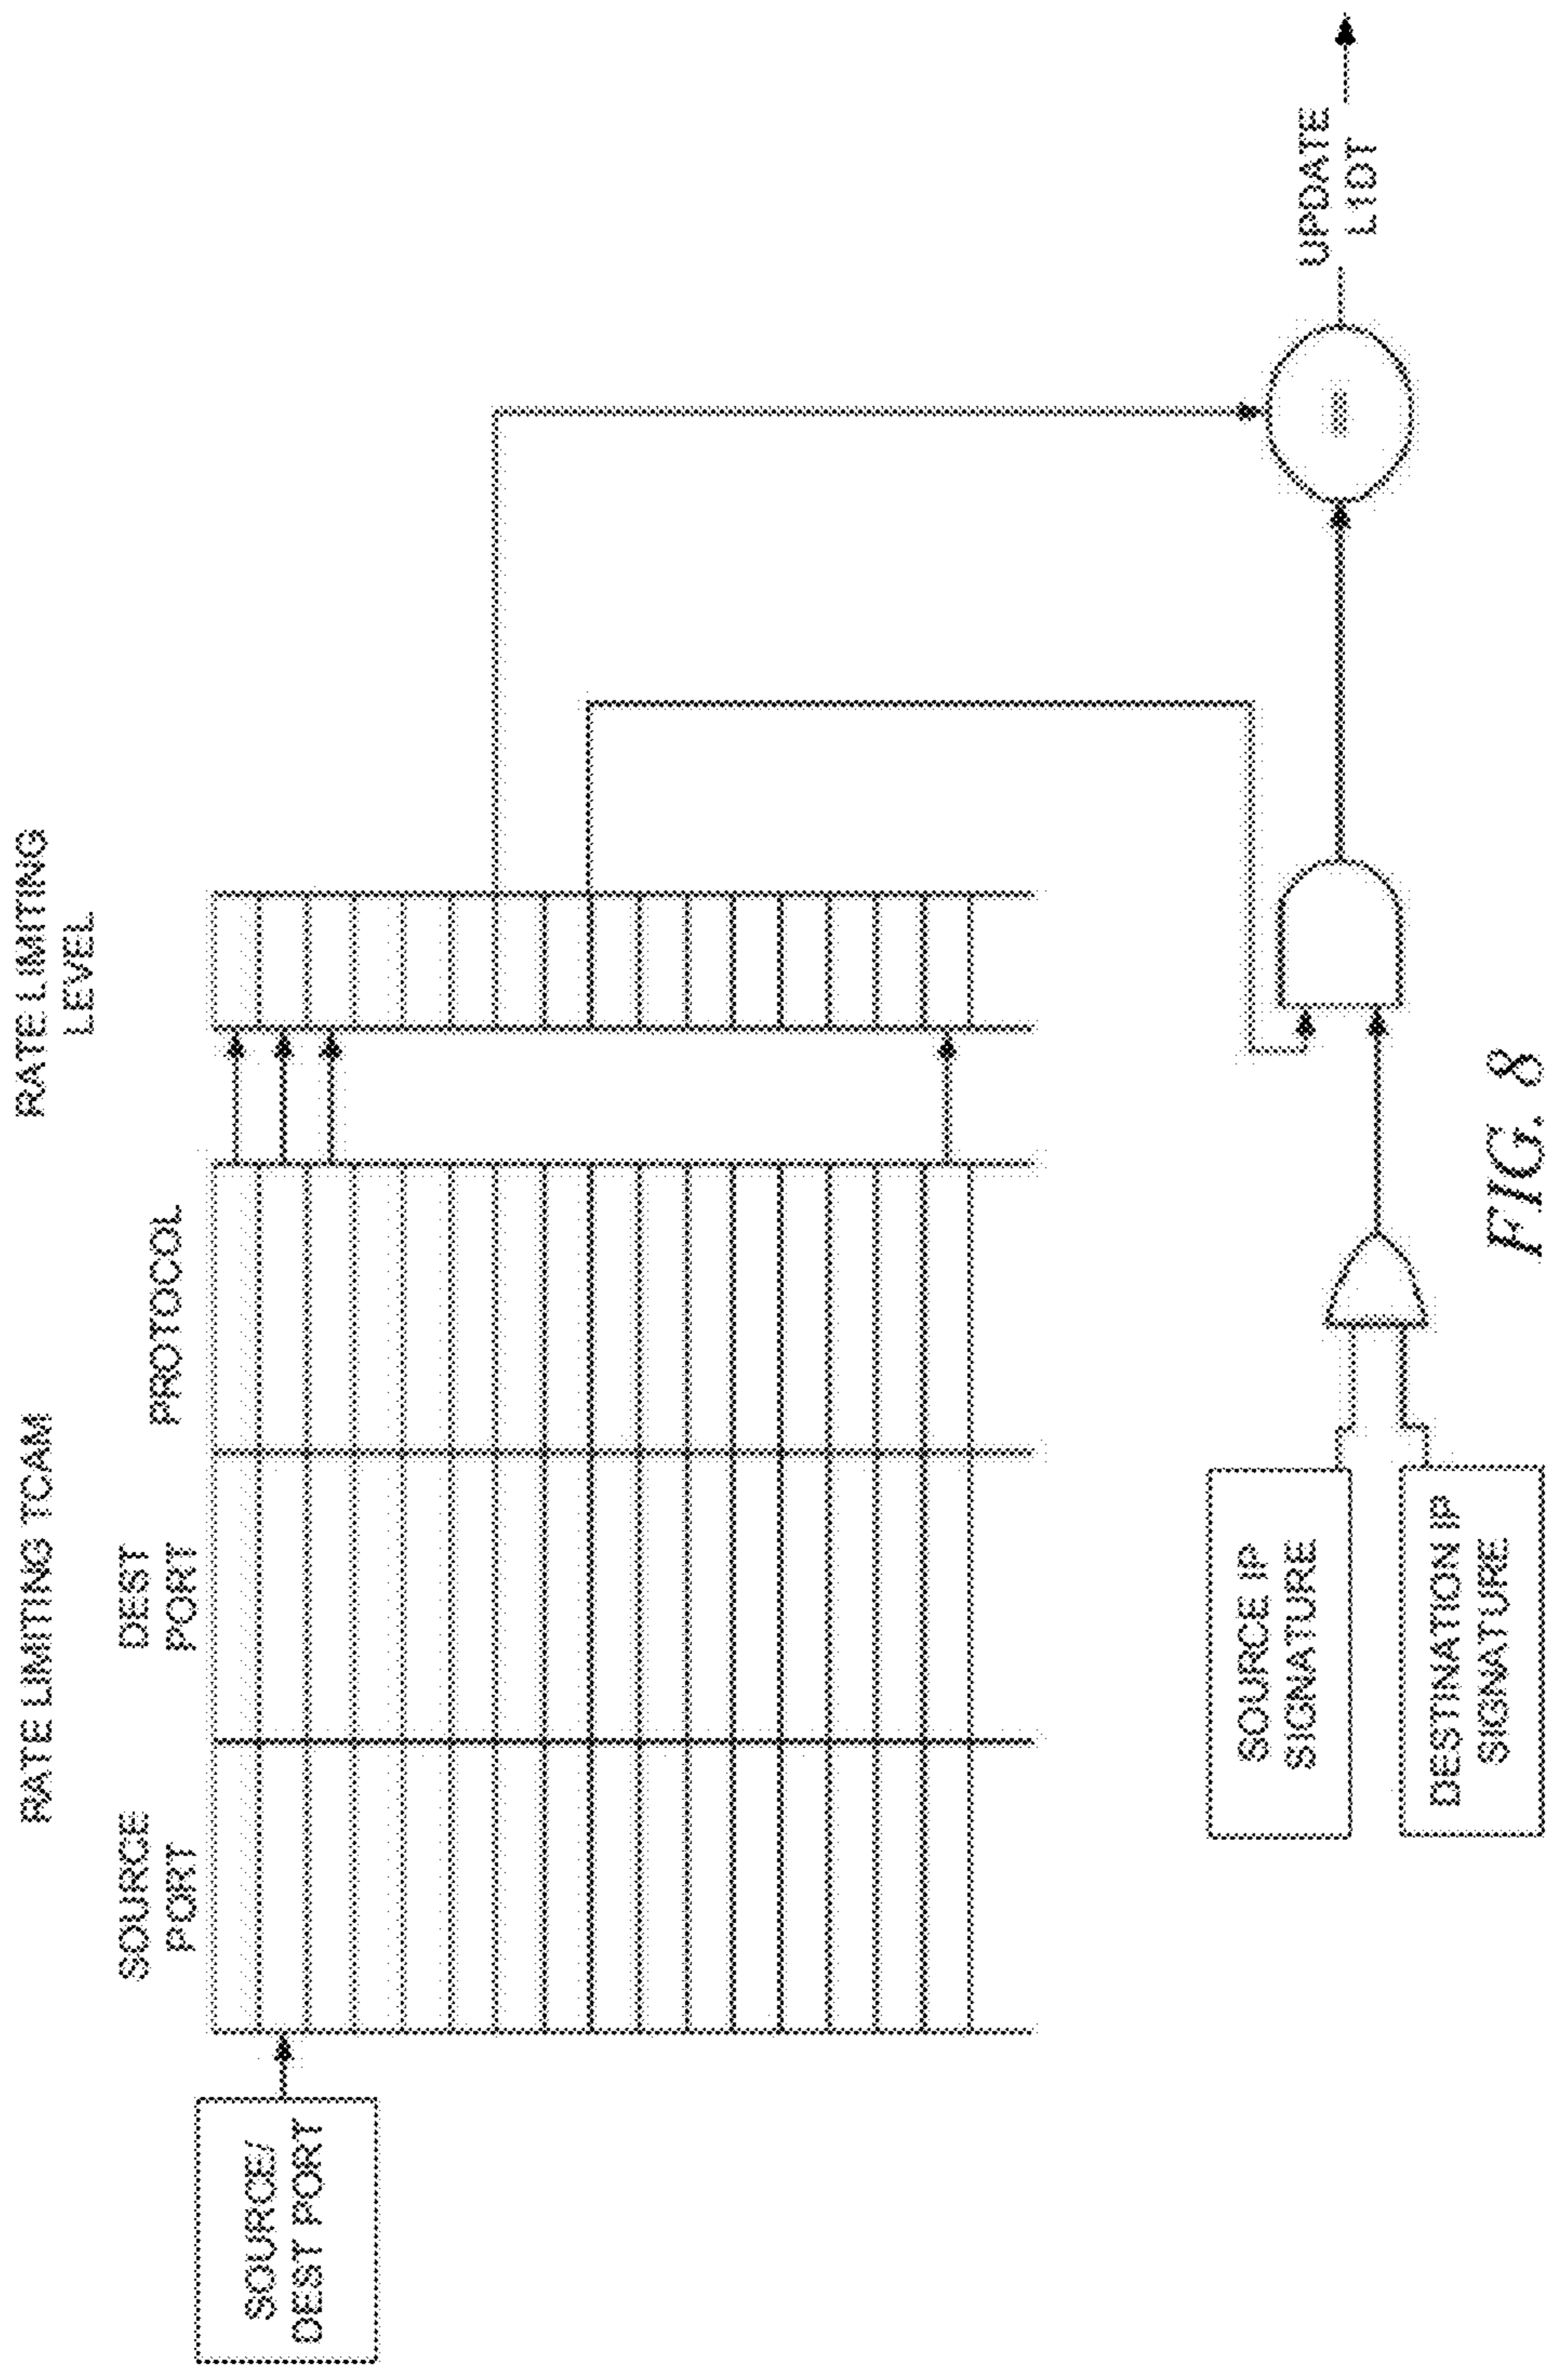 RATE LIMITING TCAM
RATE LIMITING
LEVEL
SOURCE
PORT
DEST
PORT
PROTOCOL
SOURCE/
DEST PORT
SOURCE IP
SIGNATURE
DESTINATION IP
SIGNATURE
=
UPDATE
L1DT
FIG. 8